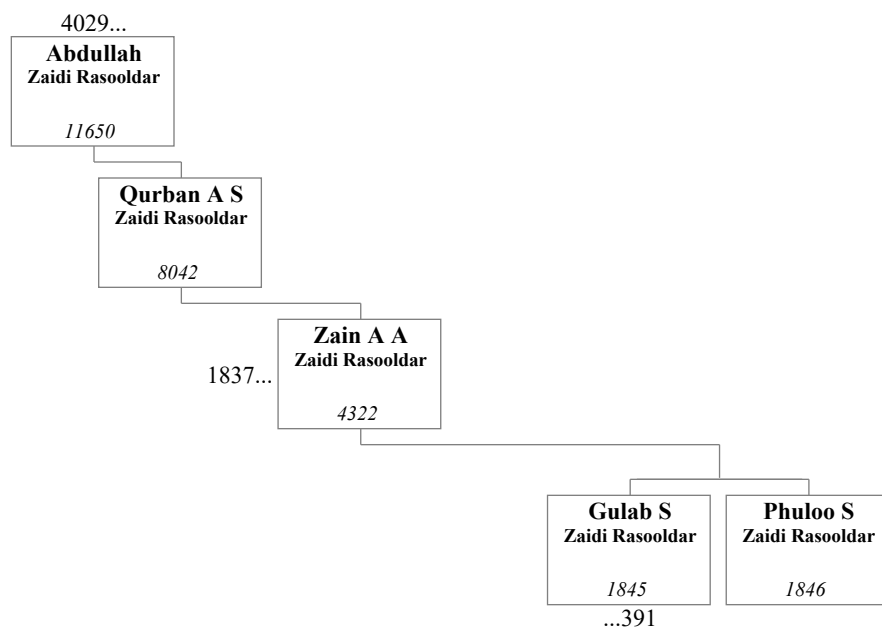 4029...
Abdullah
Zaidi Rasooldar
11650
Qurban A S
Zaidi Rasooldar
8042
1837...
Zain A A
Zaidi Rasooldar
4322
Gulab S
Zaidi Rasooldar
1845
...391
Phuloo S
Zaidi Rasooldar
1846